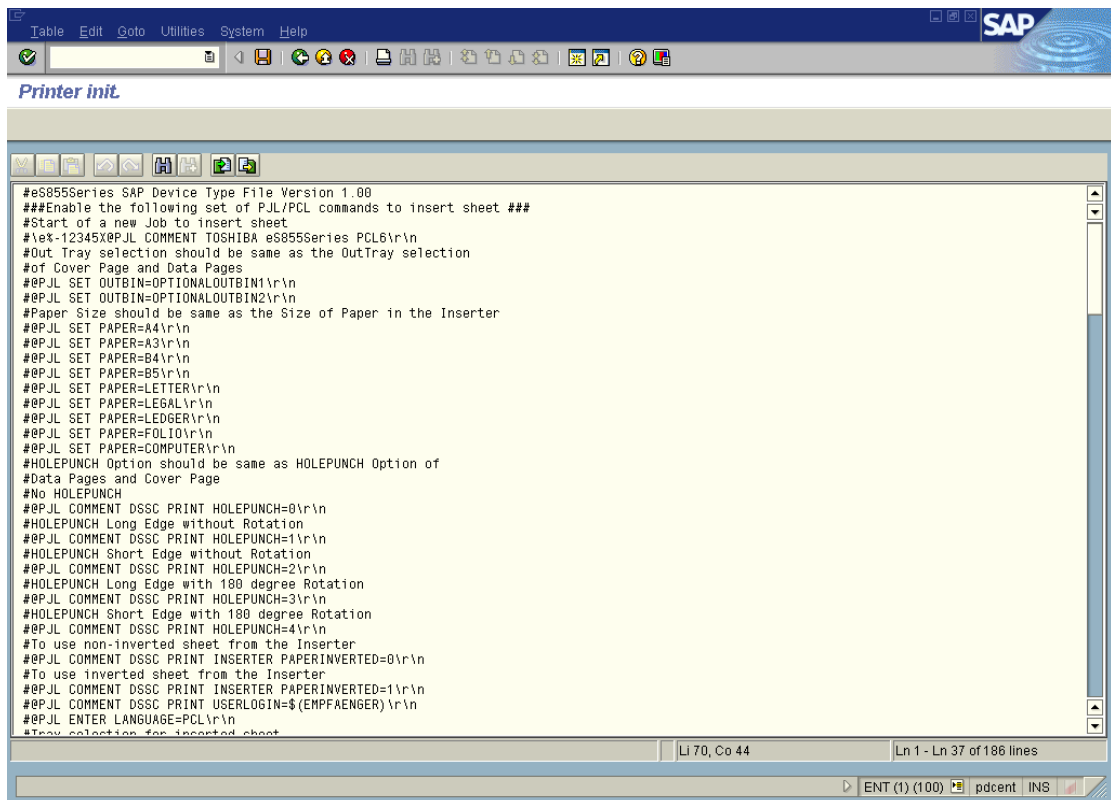 Table Edit Goto Utilities System Help
SAP
Printer init.
#eS855Series SAP Device Type File Version 1.00
###Enable the following set of PJL/PCL commands to insert sheet ###
#Start of a new Job to insert sheet
#\e%-12345X@PJL COMMENT TOSHIBA eS855Series PCL6\r\n
#Out Tray selection should be same as the OutTray selection
#of Cover Page and Data Pages
#@PJL SET OUTBIN=OPTIONALOUTBIN1\r\n
#@PJL SET OUTBIN=OPTIONALOUTBIN2\r\n
#Paper Size should be same as the Size of Paper in the Inserter
#@PJL SET PAPER=A4\r\n
#@PJL SET PAPER=A3\r\n
#@PJL SET PAPER=B4\r\n
#@PJL SET PAPER=B5\r\n
#@PJL SET PAPER=LETTER\r\n
#@PJL SET PAPER=LEGAL\r\n
#@PJL SET PAPER=LEDGER\r\n
#@PJL SET PAPER=FOLIO\r\n
#@PJL SET PAPER=COMPUTER\r\n
#HOLEPUNCH Option should be same as HOLEPUNCH Option of
#Data Pages and Cover Page
#No HOLEPUNCH
#@PJL COMMENT DSSC PRINT HOLEPUNCH=0\r\n
#HOLEPUNCH Long Edge without Rotation
#@PJL COMMENT DSSC PRINT HOLEPUNCH=1\r\n
#HOLEPUNCH Short Edge without Rotation
#@PJL COMMENT DSSC PRINT HOLEPUNCH=2\r\n
#HOLEPUNCH Long Edge with 180 degree Rotation
#@PJL COMMENT DSSC PRINT HOLEPUNCH=3\r\n
#HOLEPUNCH Short Edge with 180 degree Rotation
#@PJL COMMENT DSSC PRINT HOLEPUNCH=4\r\n
#To use non-inverted sheet from the Inserter
#@PJL COMMENT DSSC PRINT INSERTER PAPERINVERTED=0\r\n
#To use inverted sheet from the Inserter
#@PJL COMMENT DSSC PRINT INSERTER PAPERINVERTED=1\r\n
#@PJL COMMENT DSSC PRINT USERLOGIN=$(EMPFAENGER)\r\n
#@PJL ENTER LANGUAGE=PCL\r\n
#Tray selection for inserted sheet
Li 70, Co 44
Ln 1 - Ln 37 of 186 lines
ENT (1) (100) pdcent INS